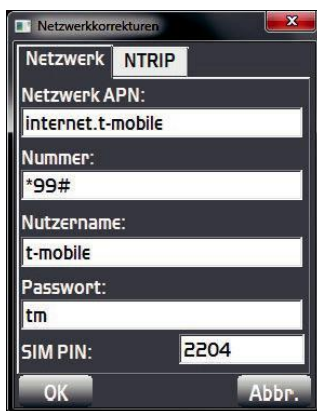 Netzwerkkorrekturen
Netzwerk NTRIP
Netzwerk APN:
internet.t-mobile
Nummer:
*99#
Nutzername:
t-mobile
Passwort:
tm
SIM PIN: 2204
OK Abbr.